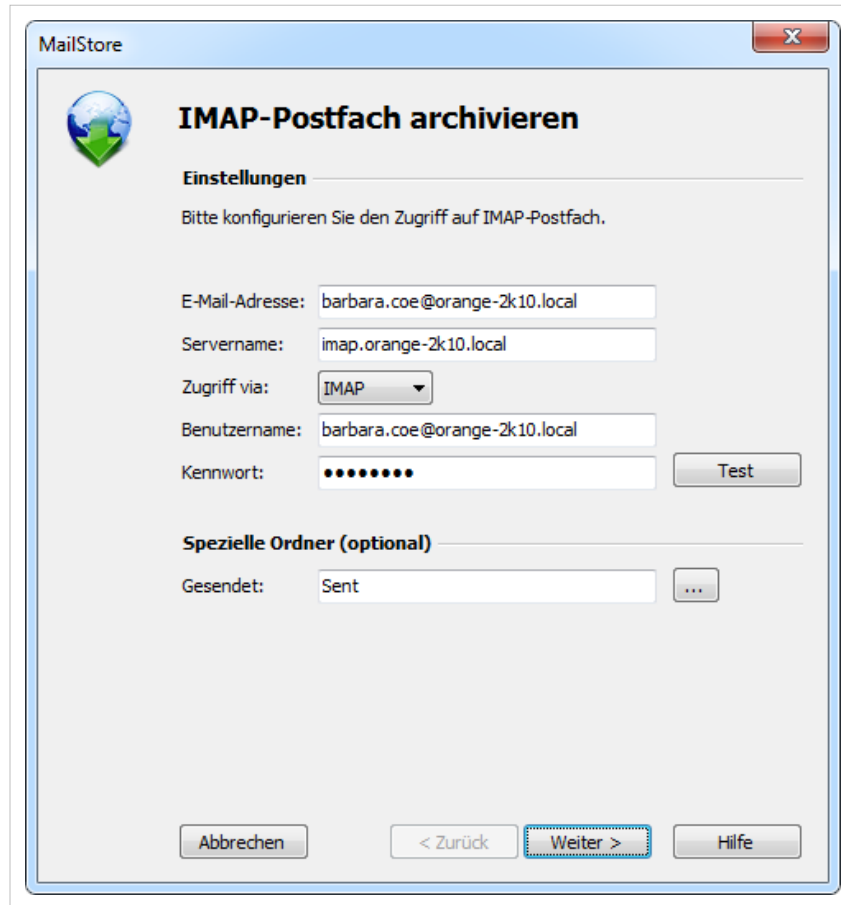 MailStore
X
IMAP-Postfach archivieren
Einstellungen
Bitte konfigurieren Sie den Zugriff auf IMAP-Postfach.
E-Mail-Adresse: barbara.coe@orange-2k10.local
Servername: imap.orange-2k10.local
Zugriff via: IMAP
Benutzername: barbara.coe@orange-2k10.local
Kennwort: •••••••• Test
Spezielle Ordner (optional)
Gesendet: Sent ...
Abbrechen < Zurück Weiter > Hilfe